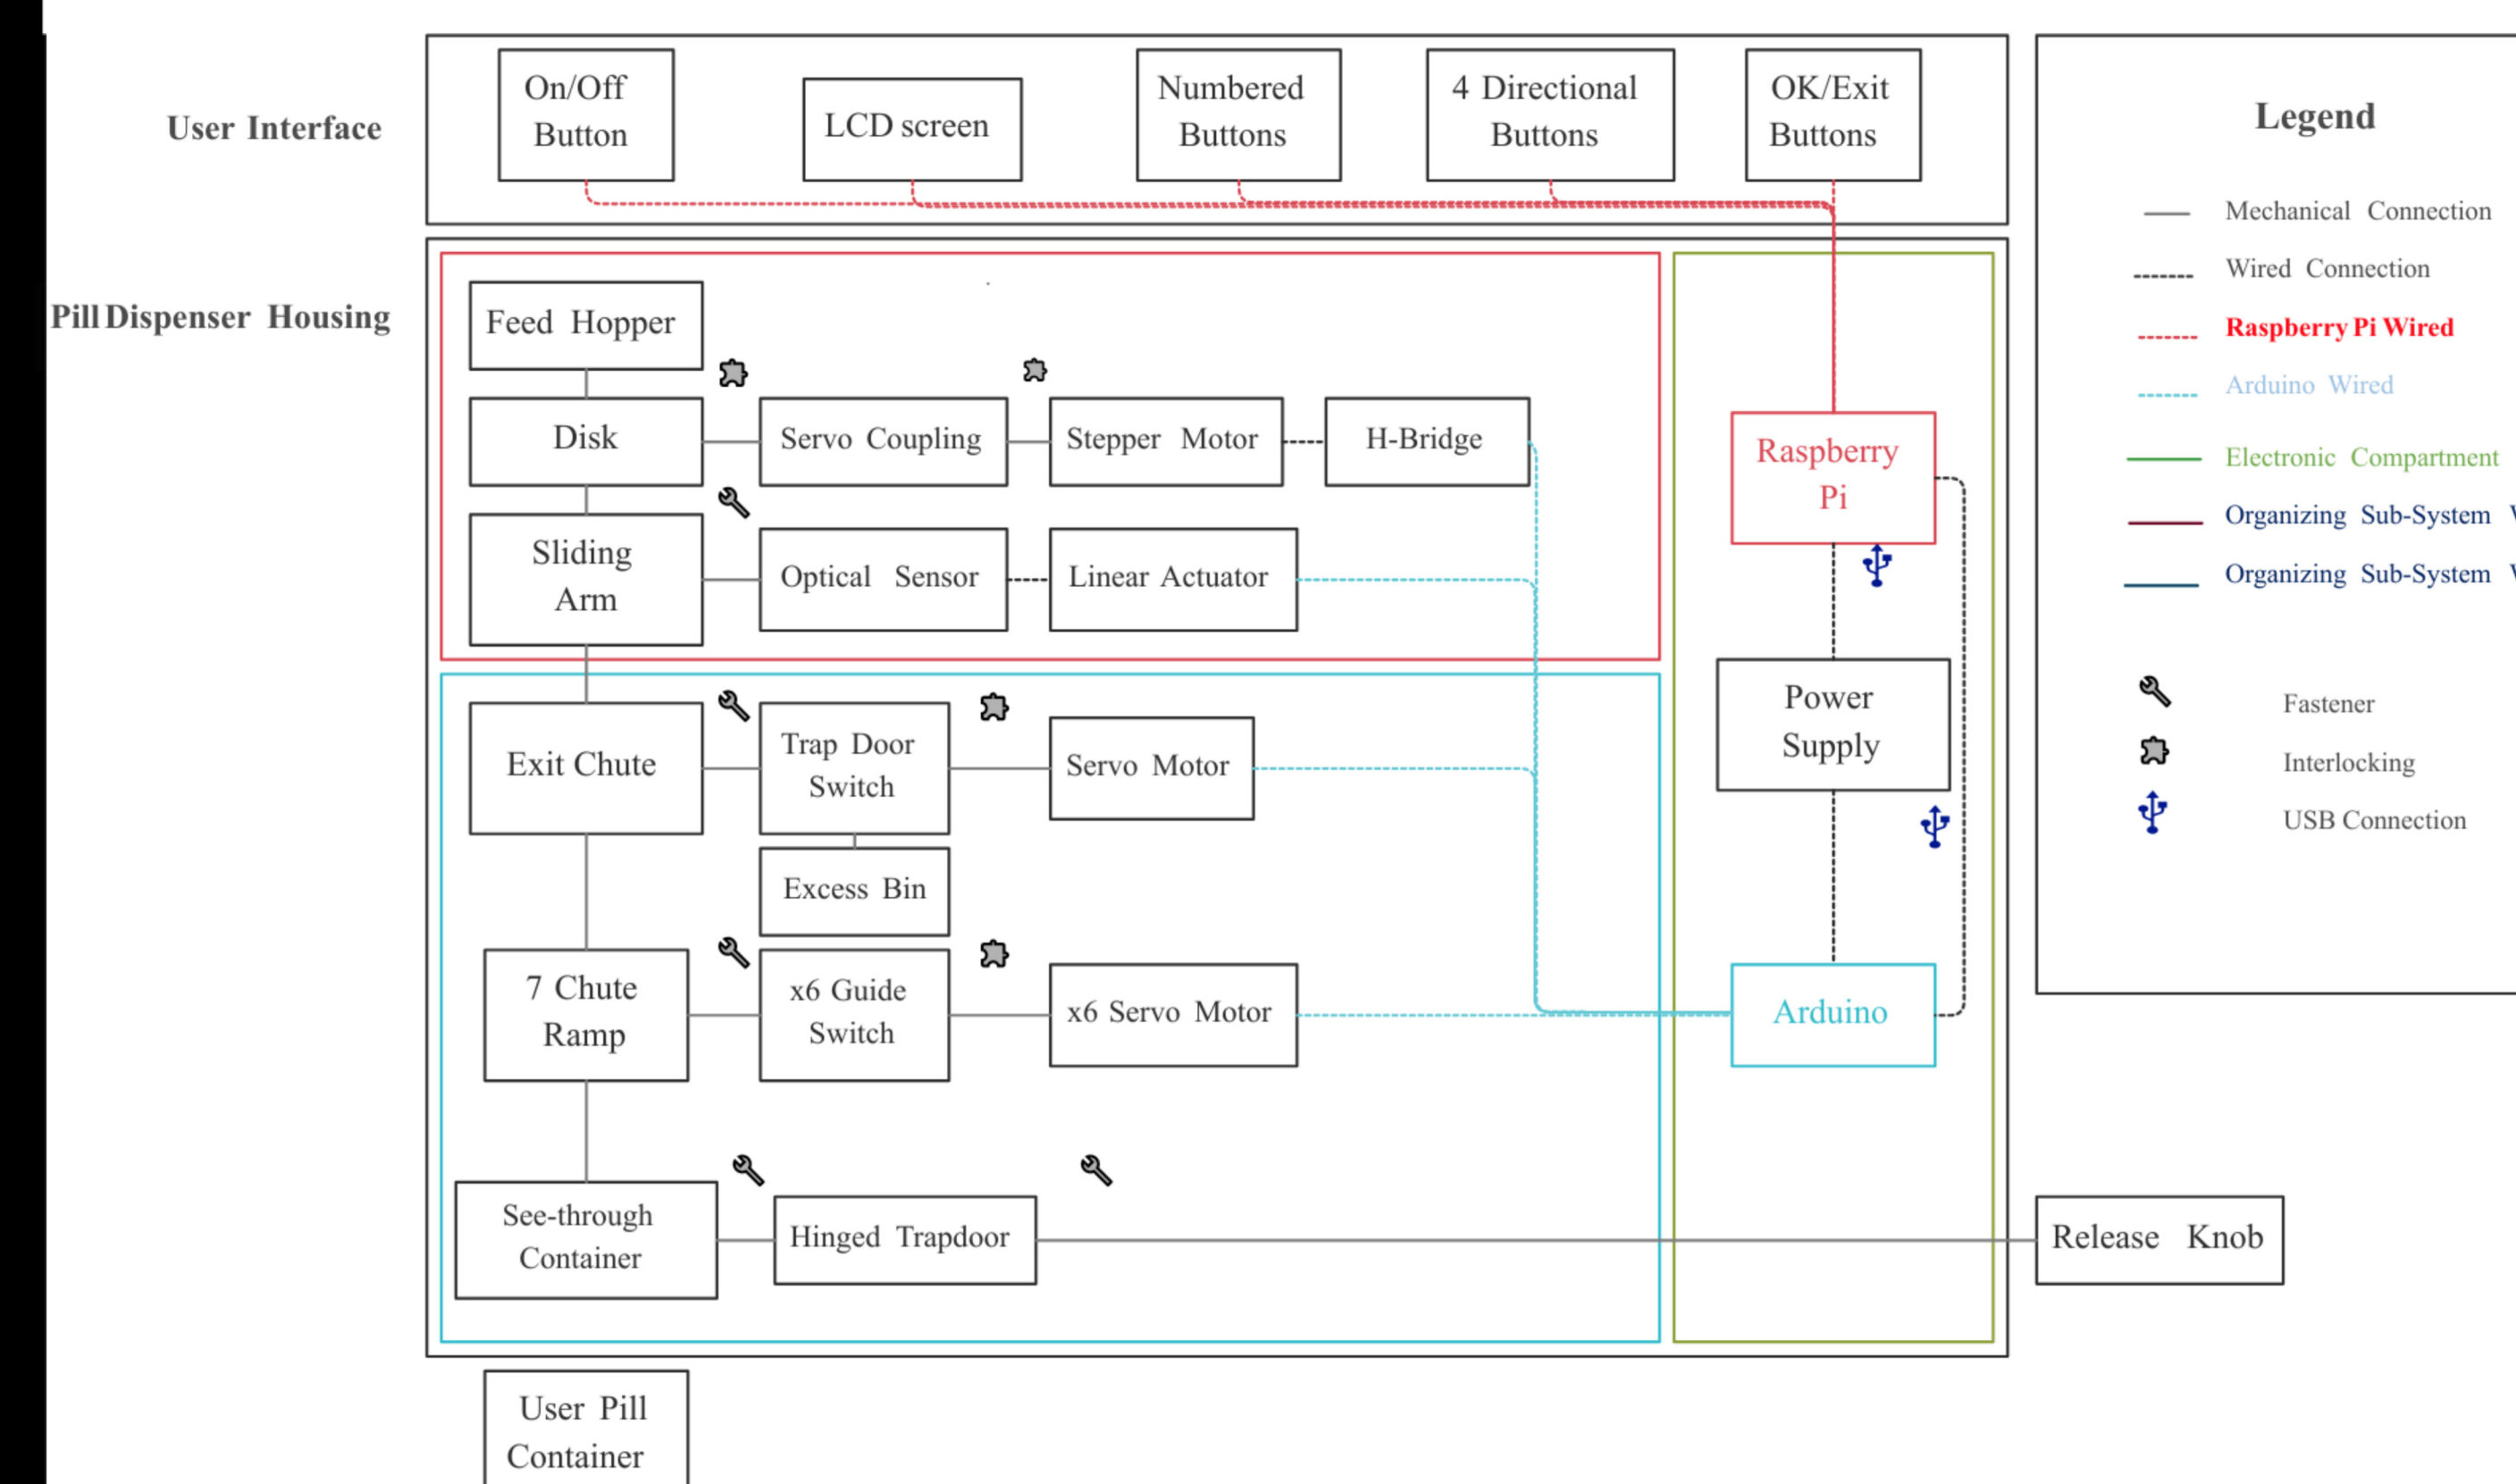 On/Off
Button
LCD screen
Numbered
Buttons
4 Directional
Buttons
OK/Exit
Buttons
User Interface
Legend
Mechanical Connection
Wired Connection
Raspberry Pi Wired
Arduino Wired
Electronic Compartment
Organizing Sub-System
Organizing Sub-System
Fastener
Interlocking
USB Connection
Pill Dispenser Housing
Feed Hopper
Disk
Servo Coupling
Stepper Motor
H-Bridge
Raspberry
Pi
Sliding
Arm
Optical Sensor
Linear Actuator
Power
Supply
Exit Chute
Trap Door
Switch
Servo Motor
Excess Bin
7 Chute
Ramp
x6 Guide
Switch
x6 Servo Motor
Arduino
See-through
Container
Hinged Trapdoor
Release Knob
User Pill
Container